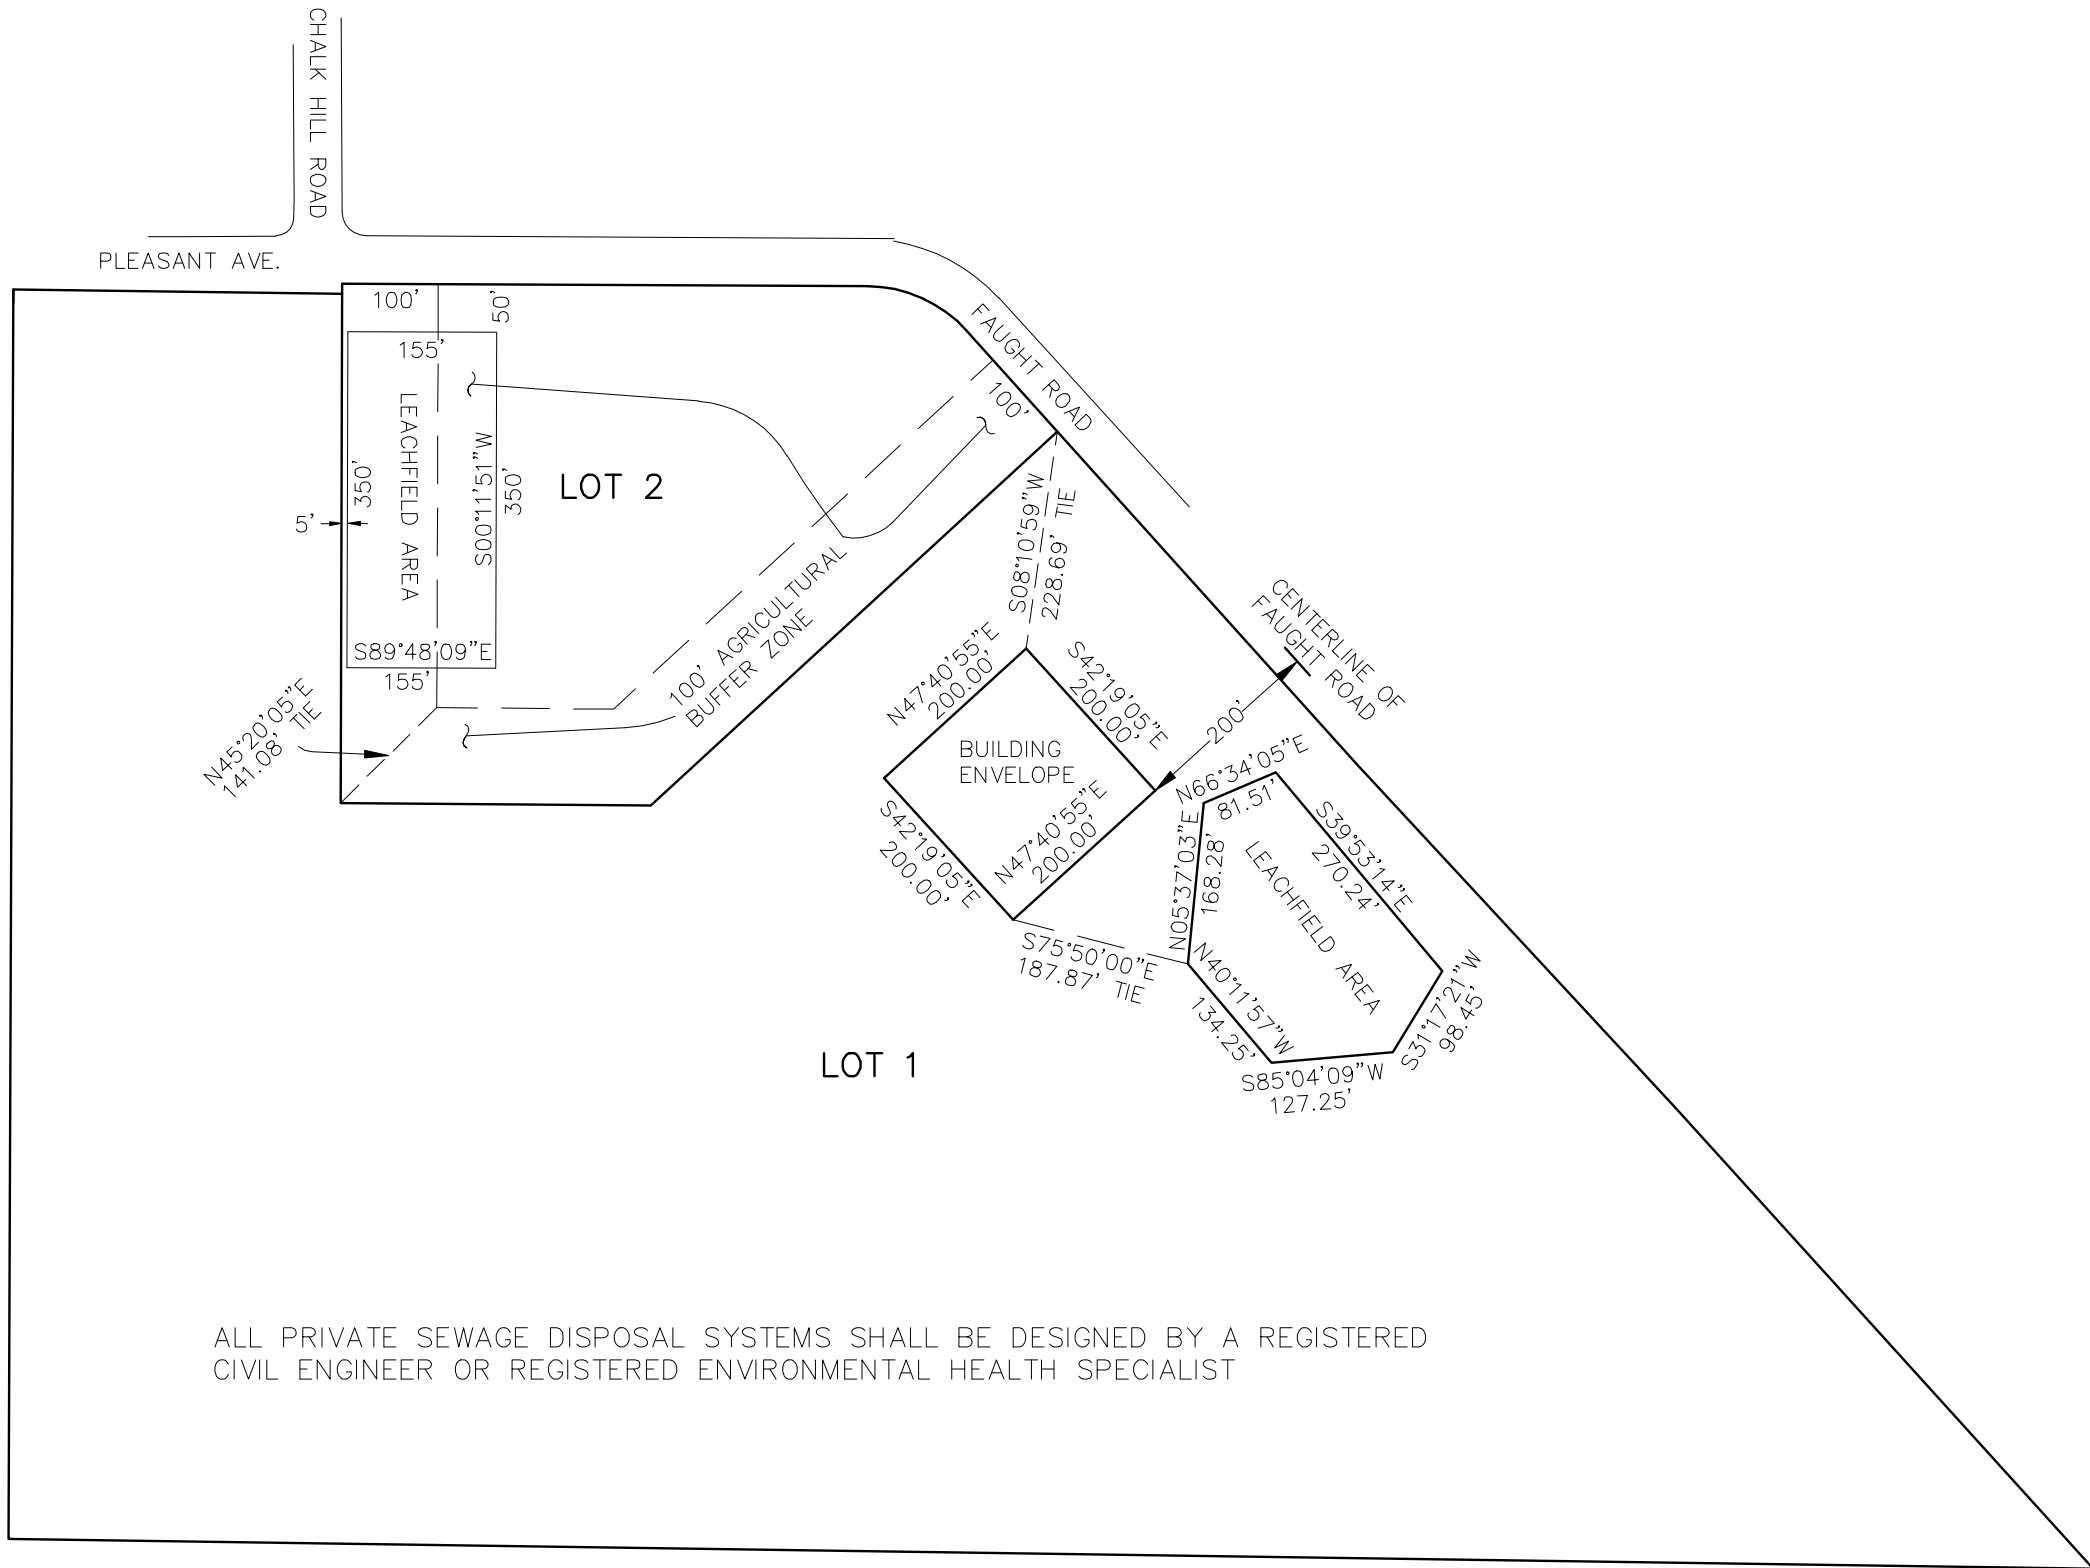 CHALK HILL ROAD
PLEASANT AVE.
100'
50'
155'
LEACHFIELD AREA
350'
S00°11'51"W
350'
5'
S89°48'09"E
155'
N45°20'05"E
141.08' TIE
LOT 2
FAUGHT ROAD
100'
100' AGRICULTURAL
BUFFER ZONE
S08°10'59"W
228.69' TIE
CENTERLINE OF
FAUGHT ROAD
200'
N47°40'55"E
200.00'
S42°19'05"E
200.00'
BUILDING
ENVELOPE
S42°19'05"E
200.00'
N47°40'55"E
200.00'
N66°34'05"E
81.51'
N05°37'03"E
168.28'
S39°53'14"E
270.24'
LEACHFIELD AREA
S75°50'00"E
187.87' TIE
N40°11'57"W
134.25'
S31°17'21"W
98.45'
S85°04'09"W
127.25'
LOT 1
ALL PRIVATE SEWAGE DISPOSAL SYSTEMS SHALL BE DESIGNED BY A REGISTERED
CIVIL ENGINEER OR REGISTERED ENVIRONMENTAL HEALTH SPECIALIST